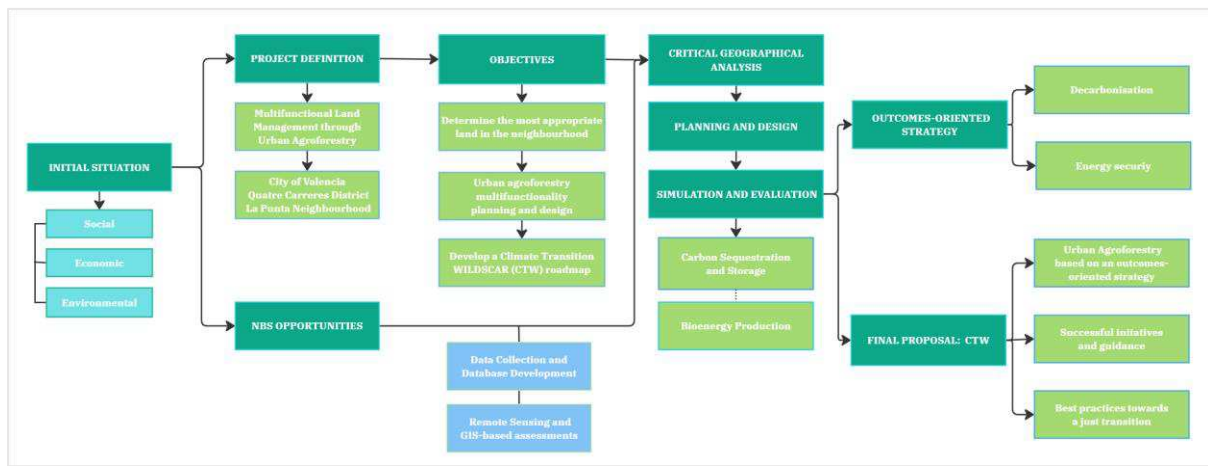 INITIAL SITUATION
Social
Economic
Environmental
PROJECT DEFINITION
Multifunctional Land
Management through
Urban Agroforestry
City of Valencia
Quatre Carreres District
La Punta Neighbourhood
NBS OPPORTUNITIES
OBJECTIVES
Determine the most appropriate
land in the neighbourhood
Urban agroforestry
multifunctionality
planning and design
Develop a Climate Transition
WILDSCAR (CTW) roadmap
Data Collection and
Database Development
Remote Sensing and
GIS-based assessments
CRITICAL GEOGRAPHICAL
ANALYSIS
PLANNING AND DESIGN
SIMULATION AND EVALUATION
Carbon Sequestration
and Storage
Bioenergy Production
OUTCOMES-ORIENTED
STRATEGY
Decarbonisation
Energy securiy
FINAL PROPOSAL: CTW
Urban Agroforestry
based on an outcomes-
oriented strategy
Successful initiatives
and guidance
Best practices towards
a just transition